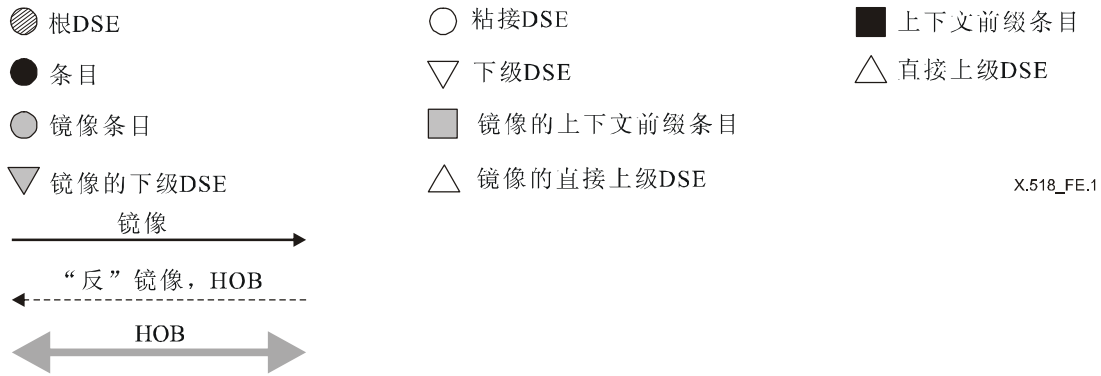 根DSE 粘接DSE 上下文前缀条目
条目 下级DSE 直接上级DSE
镜像条目 镜像的上下文前缀条目
镜像的下级DSE 镜像的直接上级DSE X.518_FE.1
镜像
“反”镜像，HOB
HOB